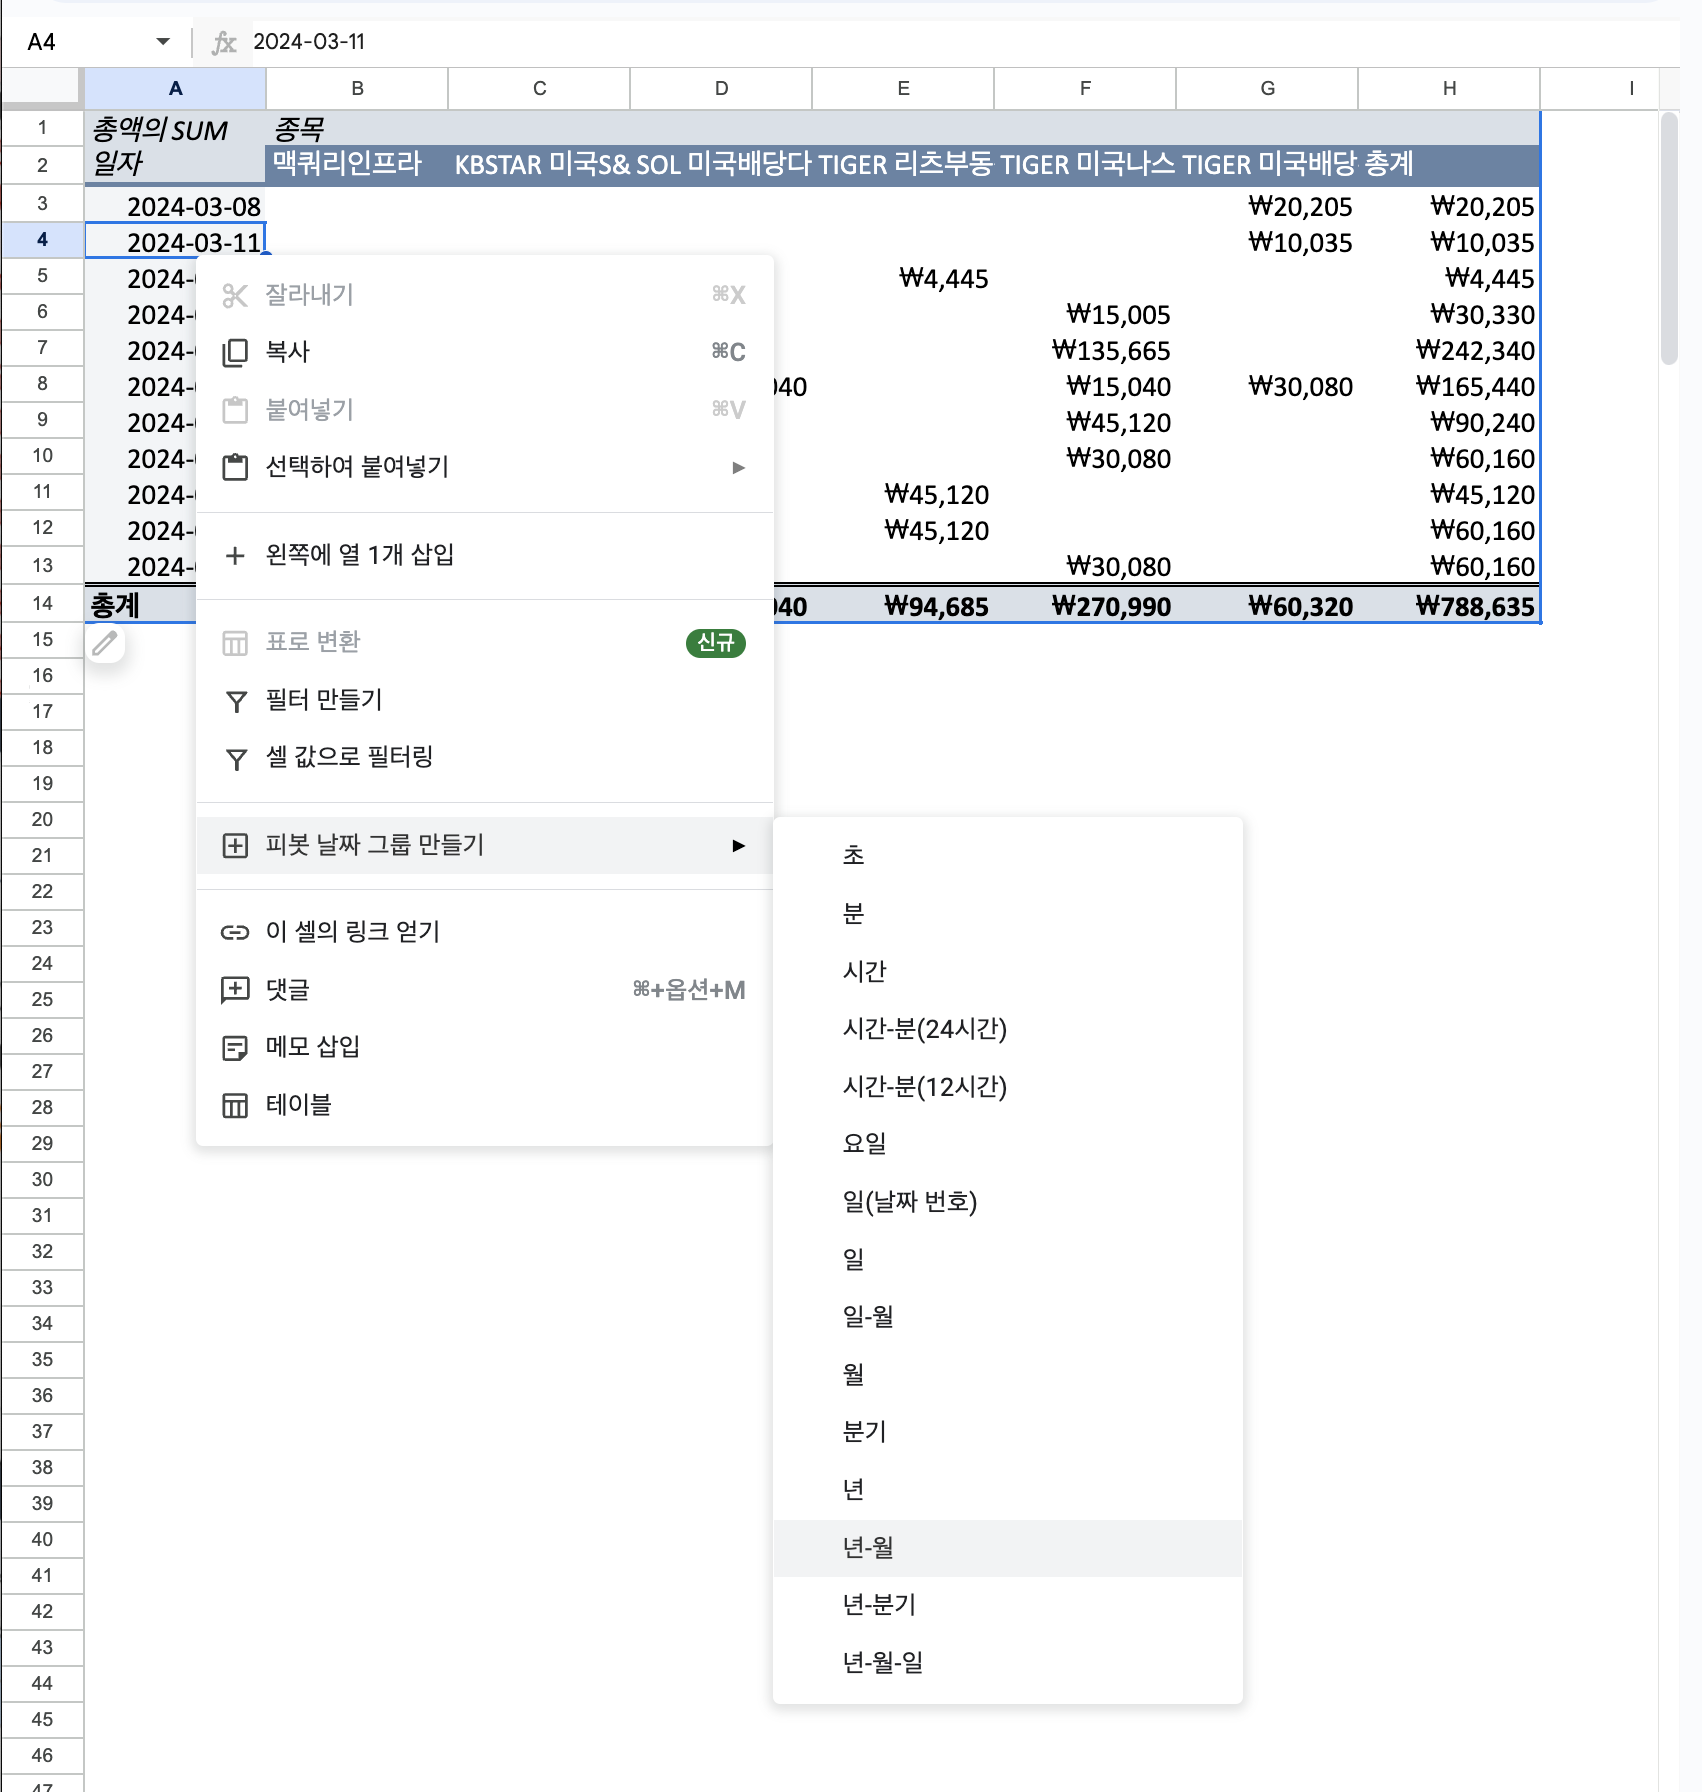 A4 fx 2024-03-11
A B C D E F G H I
1 총액의 SUM 종목
2 일자 맥쿼리인프라 KBSTAR 미국S& SOL 미국배당다 TIGER 리츠부동 TIGER 미국나스 TIGER 미국배당 총계
3 2024-03-08 ₩20,205 ₩20,205
4 2024-03-11 ₩10,035 ₩10,035
5 2024- ₩4,445 ₩4,445
6 2024- ₩15,005 ₩30,330
7 2024- ₩135,665 ₩242,340
8 2024- 040 ₩15,040 ₩30,080 ₩165,440
9 2024- ₩45,120 ₩90,240
10 2024- ₩30,080 ₩60,160
11 2024- ₩45,120 ₩45,120
12 2024- ₩45,120 ₩60,160
13 2024- ₩30,080 ₩60,160
14 총계 040 ₩94,685 ₩270,990 ₩60,320 ₩788,635
15
16
17
18
19
20
21
22
23
24
25
26
27
28
29
30
31
32
33
34
35
36
37
38
39
40
41
42
43
44
45
46
47
잘라내기 ⌘X
복사 ⌘C
붙여넣기 ⌘V
선택하여 붙여넣기 ►
왼쪽에 열 1개 삽입
표로 변환 신규
필터 만들기
셀 값으로 필터링
피봇 날짜 그룹 만들기 ►
이 셀의 링크 얻기
댓글 ⌘+옵션+M
메모 삽입
테이블
초
분
시간
시간-분(24시간)
시간-분(12시간)
요일
일(날짜 번호)
일
일-월
월
분기
년
년-월
년-분기
년-월-일